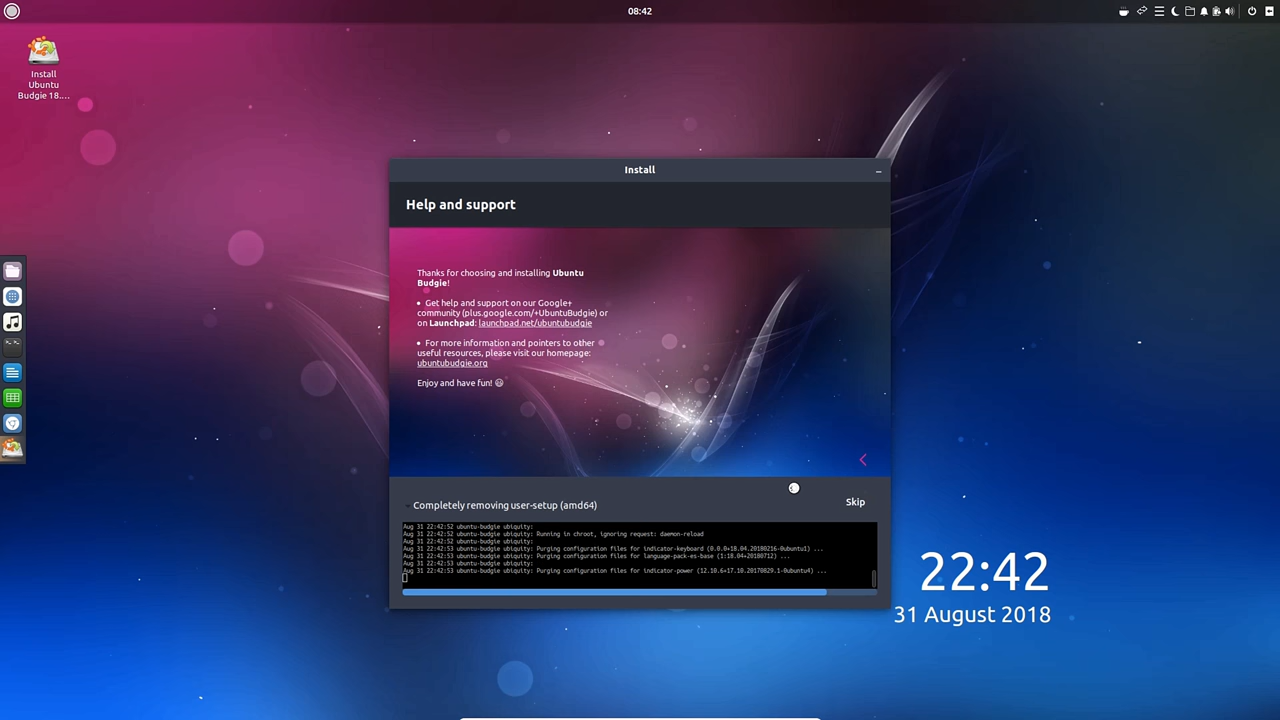 08:42
Install
Ubuntu
Budgie 18....
Install
Help and support
Thanks for choosing and installing Ubuntu
Budgie!
• Get help and support on our Google+
community (plus.google.com/+UbuntuBudgie) or
on Launchpad: launchpad.net/ubuntubudgie
• For more information and pointers to other
useful resources, please visit our homepage:
ubuntubudgie.org
Enjoy and have fun! 😃
Completely removing user-setup (amd64)
Skip
Aug 31 22:42:52 ubuntu-budgie ubiquity:
Aug 31 22:42:52 ubuntu-budgie ubiquity: Running in chroot, ignoring request: daemon-reload
Aug 31 22:42:52 ubuntu-budgie ubiquity:
Aug 31 22:42:53 ubuntu-budgie ubiquity: Purging configuration files for indicator-keyboard (0.0.0+18.04.20180216-0ubuntu1) ...
Aug 31 22:42:53 ubuntu-budgie ubiquity: Purging configuration files for language-pack-es-base (1:18.04+20180712) ...
Aug 31 22:42:53 ubuntu-budgie ubiquity:
Aug 31 22:42:53 ubuntu-budgie ubiquity: Purging configuration files for indicator-power (12.10.6+17.10.20170829.1-0ubuntu4) ...
22:42
31 August 2018